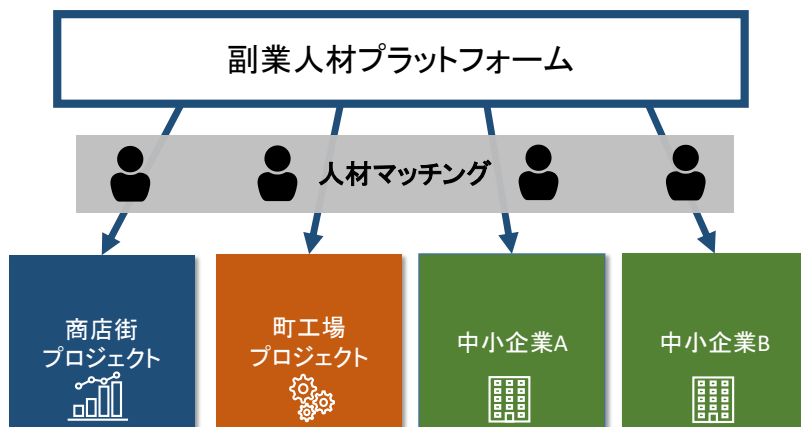 副業人材プラットフォーム
人材マッチング
商店街
プロジェクト
町工場
プロジェクト
中小企業A
中小企業B